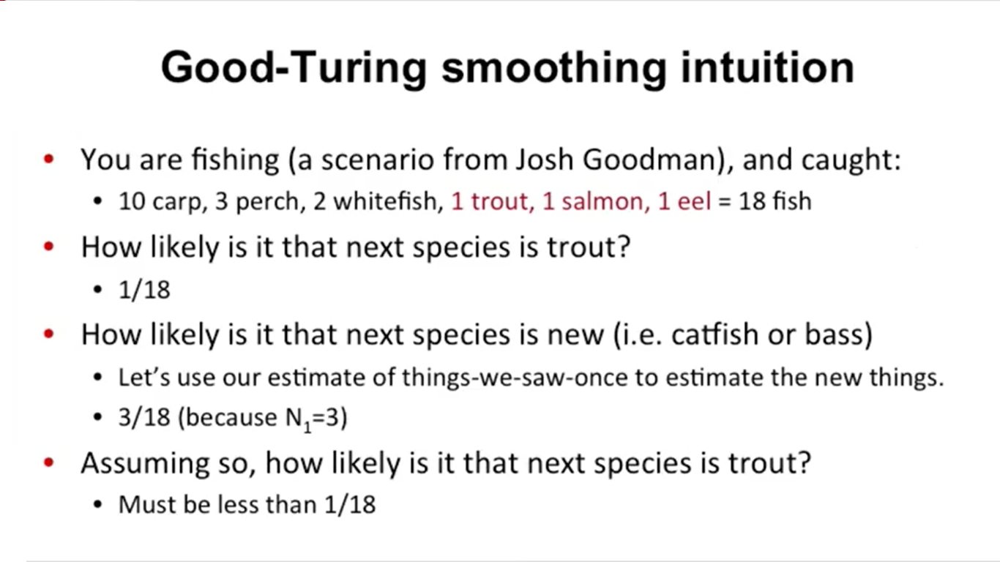 Good-Turing smoothing intuition
• You are fishing (a scenario from Josh Goodman), and caught:
• 10 carp, 3 perch, 2 whitefish, 1 trout, 1 salmon, 1 eel = 18 fish
• How likely is it that next species is trout?
• 1/18
• How likely is it that next species is new (i.e. catfish or bass)
• Let’s use our estimate of things-we-saw-once to estimate the new things.
• 3/18 (because N₁=3)
• Assuming so, how likely is it that next species is trout?
• Must be less than 1/18